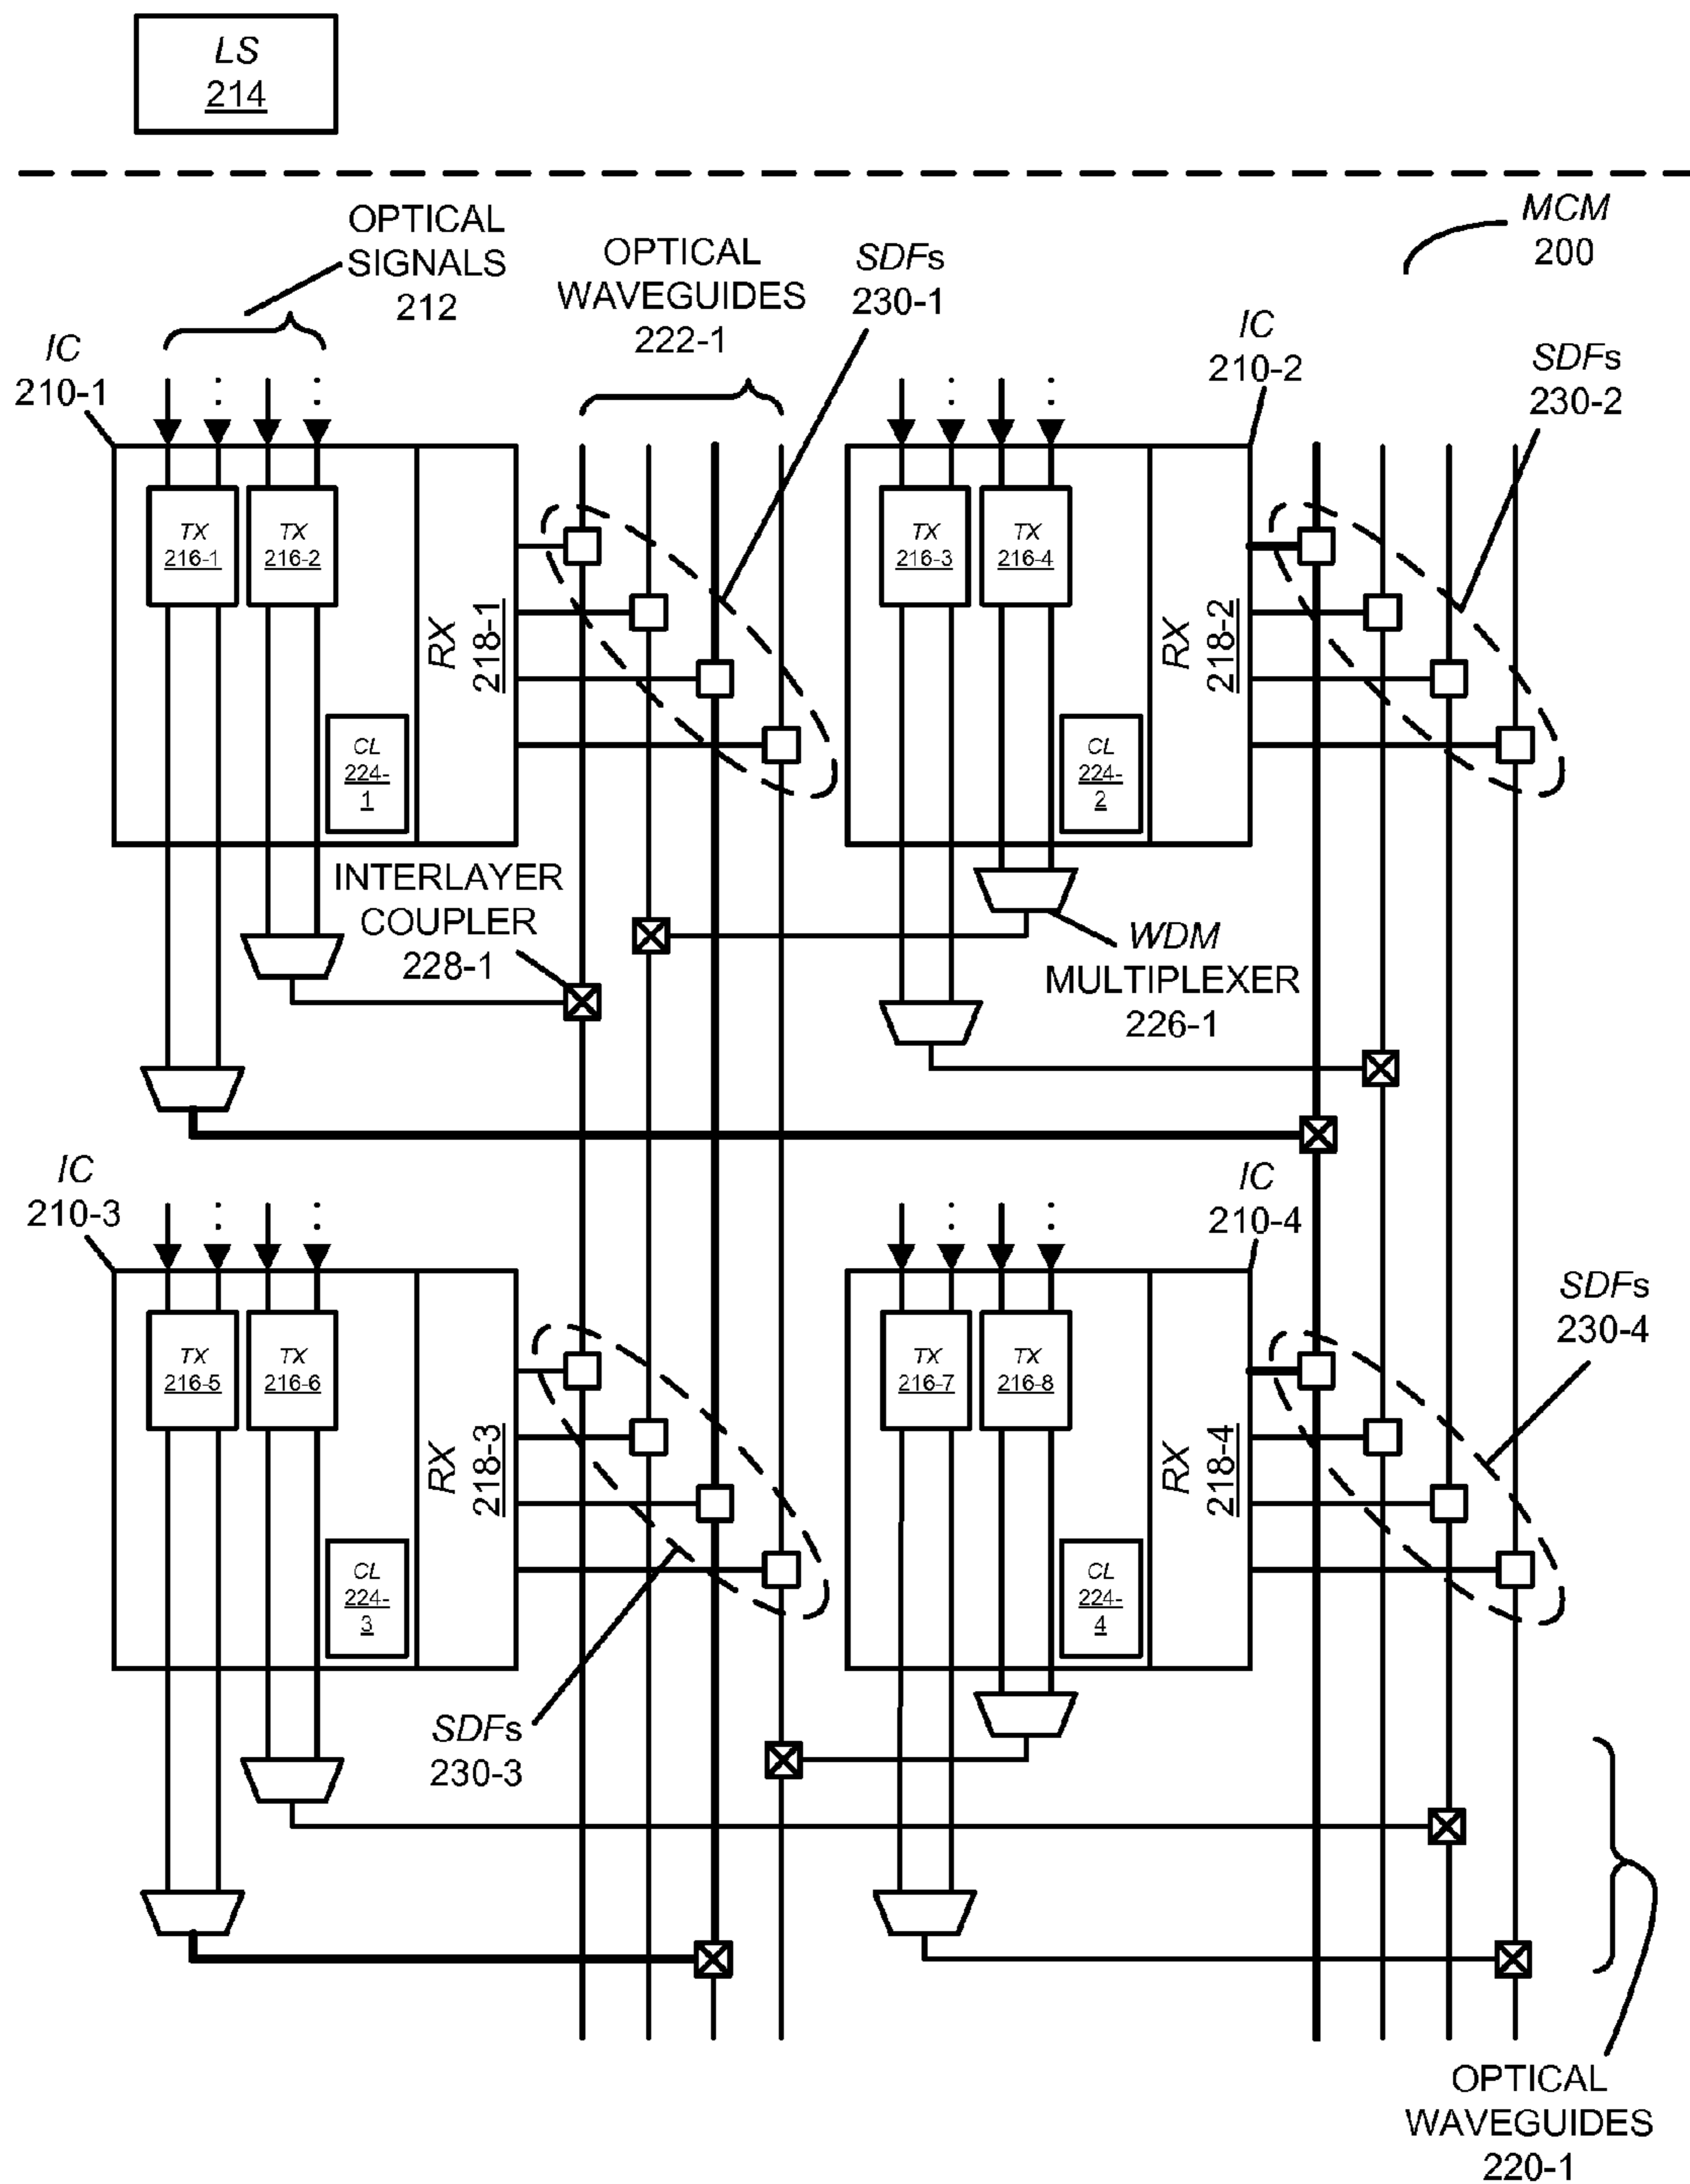 LS
214
MCM
200
OPTICAL
SIGNALS
212
OPTICAL
WAVEGUIDES
222-1
SDFs
230-1
IC
210-1
IC
210-2
SDFs
230-2
TX
216-1
TX
216-2
RX
218-1
CL
224-
1
TX
216-3
TX
216-4
RX
218-2
CL
224-
2
INTERLAYER
COUPLER
228-1
WDM
MULTIPLEXER
226-1
IC
210-3
IC
210-4
SDFs
230-4
TX
216-5
TX
216-6
RX
218-3
CL
224-
3
TX
216-7
TX
216-8
RX
218-4
CL
224-
4
SDFs
230-3
OPTICAL
WAVEGUIDES
220-1